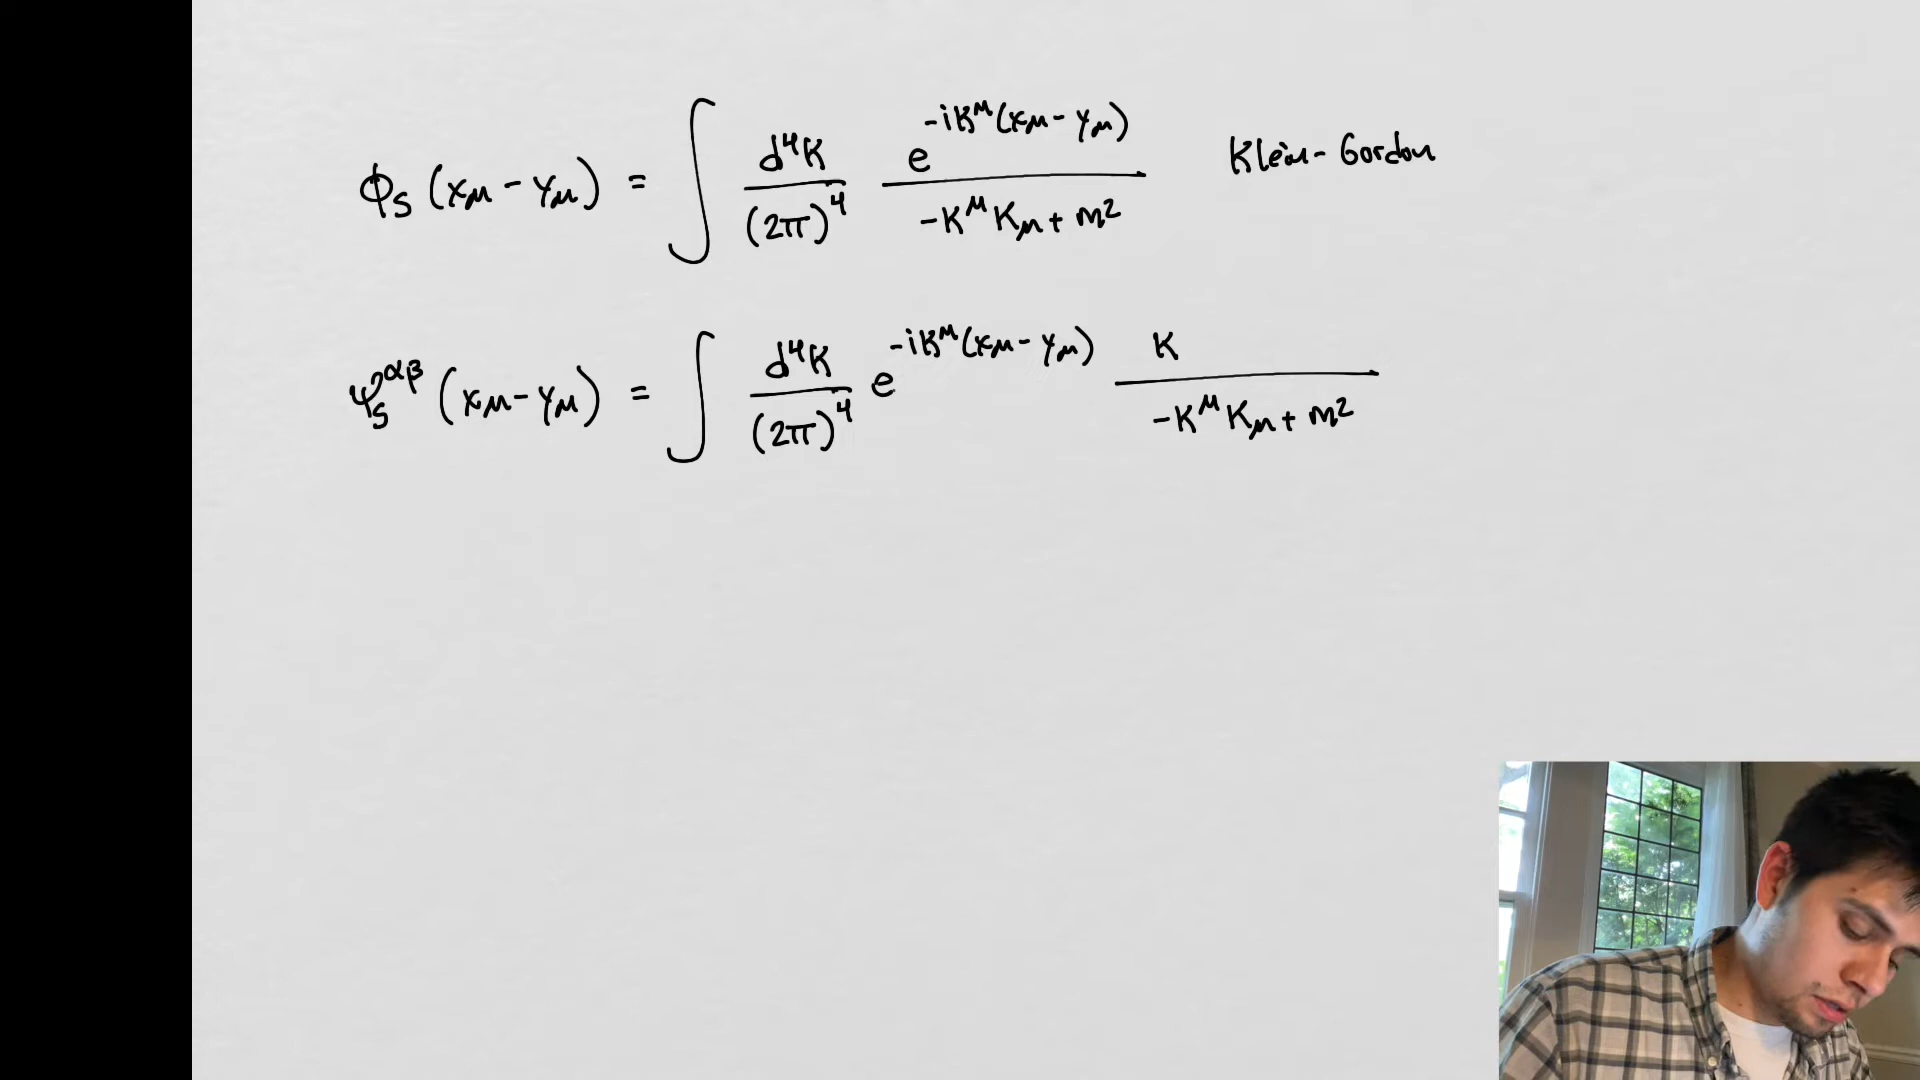 ϕ_S (x_μ - y_μ) = ∫ d⁴K/(2π)⁴ e^{-iK^μ(x_μ - y_μ)}/(-K^μ K_μ + m²) Klein-Gordon
ψ_S^{αβ} (x_μ - y_μ) = ∫ d⁴K/(2π)⁴ e^{-iK^μ(x_μ - y_μ)} K/(-K^μ K_μ + m²)